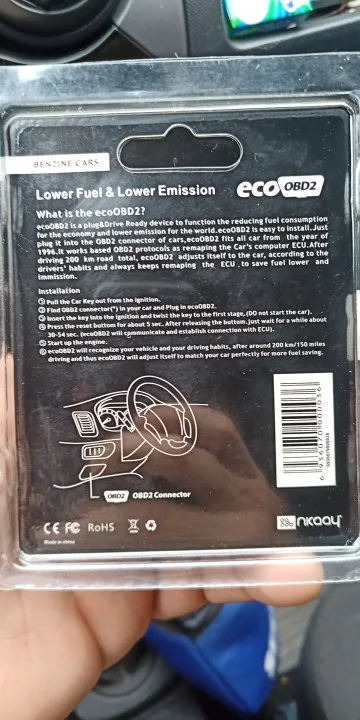 BENZINE CARS
Lower Fuel & Lower Emission
eco OBD2
What is the ecoOBD2?
ecoOBD2 is a plug&Drive Ready device to function the reducing fuel consumption
for the economy and lower emission for the world.ecoOBD2 is easy to install.Just
plug it into the OBD2 connector of cars,ecoOBD2 fits all car from the year of
1996.It works based OBD2 protocols as remaping the Car's computer ECU.After
driving 200 km road total, ecoOBD2 adjusts itself to the car, according to the
drivers' habits and always keeps remaping the ECU ,to save fuel lower and
immission.
Installation
① Pull the Car Key out from the ignition.
② Find OBD2 connector(*) in your car and Plug in ecoOBD2.
③ Insert the key into the ignition and twist the key to the first stage, (DO not start the car).
④ Press the reset button for about 5 sec. After releasing the bottom.Just wait for a while about
30-54 sec. (ecoOBD2 will cpmmunicate and establish connection with ECU).
⑤ Start up the engine.
⑥ ecoOBD2 will recognize your vehicle and your driving habits, after around 200 km/150 miles
driving and thus ecoOBD2 will adjust itself to match your car perfectly for more fuel saving.
OBD2 OBD2 Connector
CE FC RoHS
Made in china
nkaay